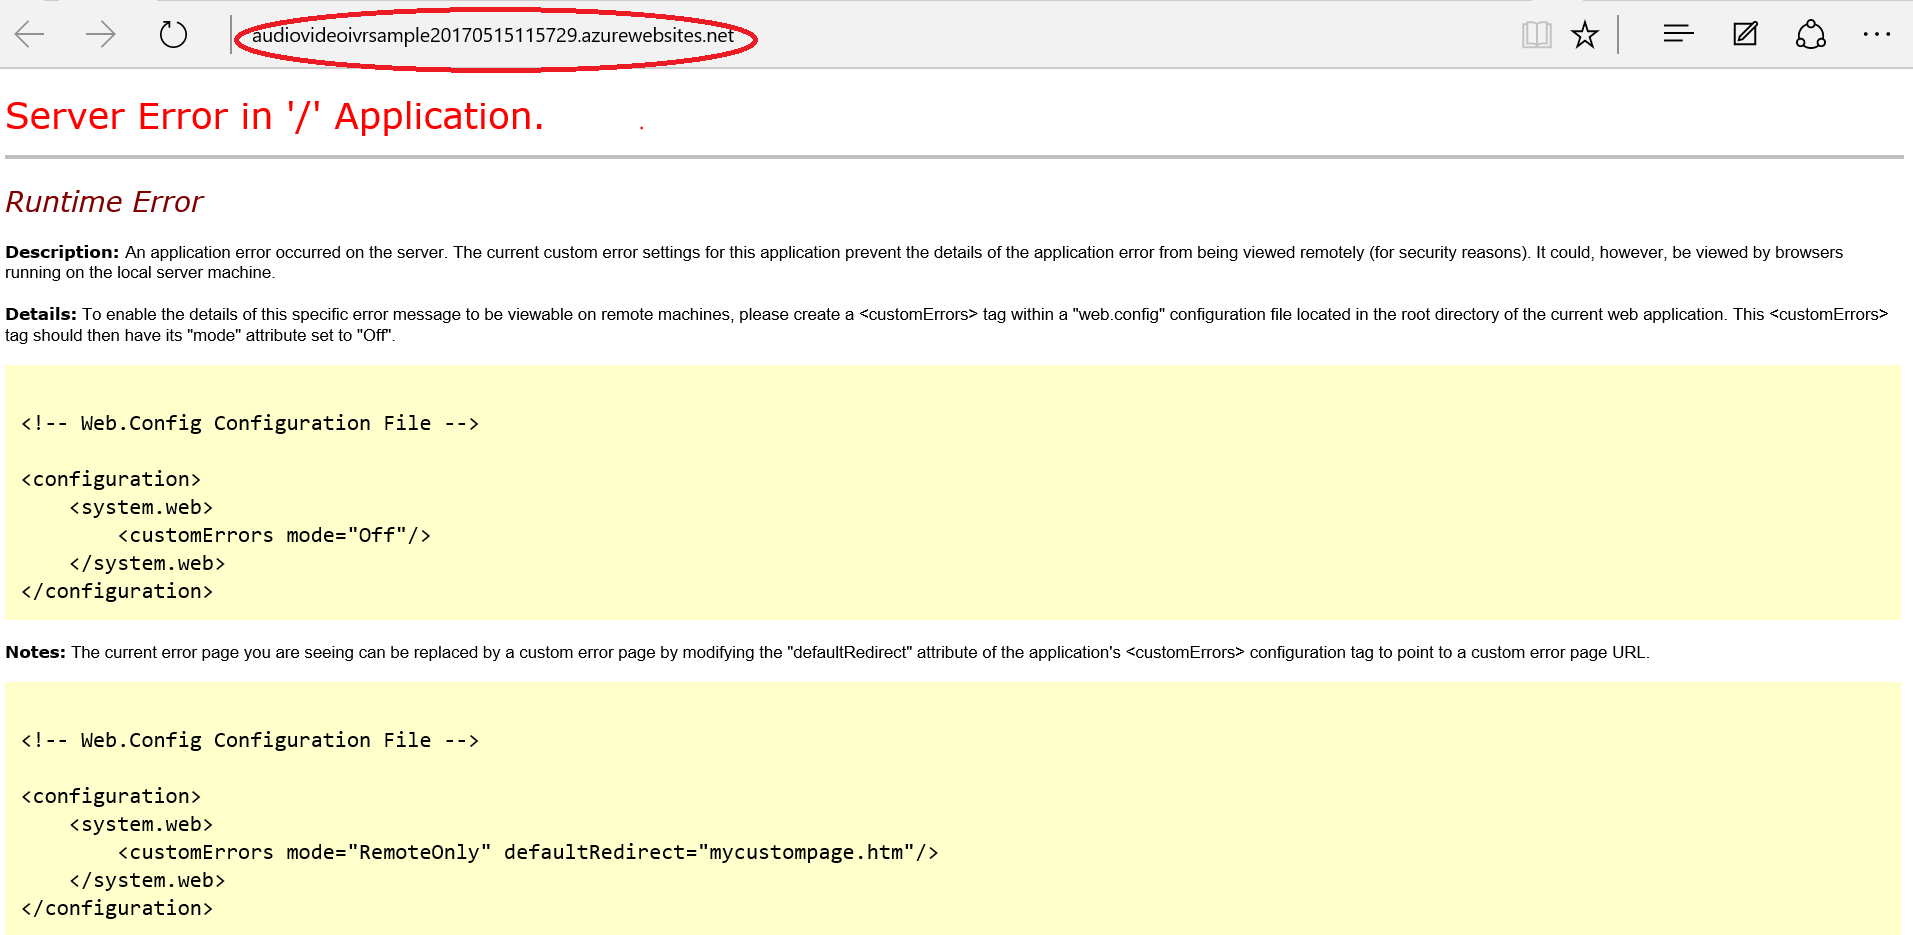 audiovideoivrsample20170515115729.azurewebsites.net
Server Error in '/' Application.
Runtime Error
Description: An application error occurred on the server. The current custom error settings for this application prevent the details of the application error from being viewed remotely (for security reasons). It could, however, be viewed by browsers
running on the local server machine.
Details: To enable the details of this specific error message to be viewable on remote machines, please create a <customErrors> tag within a "web.config" configuration file located in the root directory of the current web application. This <customErrors>
tag should then have its "mode" attribute set to "Off".
<!-- Web.Config Configuration File -->
<configuration>
    <system.web>
        <customErrors mode="Off"/>
    </system.web>
</configuration>
Notes: The current error page you are seeing can be replaced by a custom error page by modifying the "defaultRedirect" attribute of the application's <customErrors> configuration tag to point to a custom error page URL.
<!-- Web.Config Configuration File -->
<configuration>
    <system.web>
        <customErrors mode="RemoteOnly" defaultRedirect="mycustompage.htm"/>
    </system.web>
</configuration>